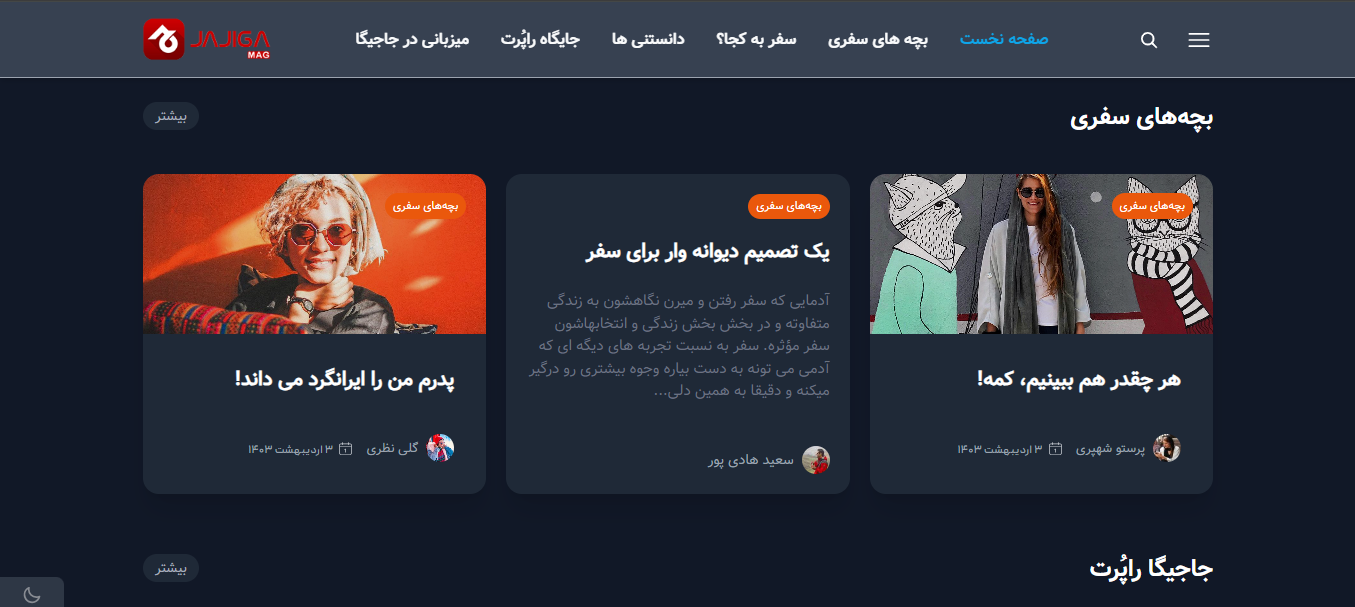 صفحه نخست
بچه های سفری
سفر به کجا؟
دانستنی ها
جایگاه راپُرت
میزبانی در جاجیگا
JAJIGA
MAG
بچه‌های سفری
بیشتر
بچه‌های سفری
هر چقدر هم ببینیم، کمه!
پرستو شهپری
۳ اردیبهشت ۱۴۰۳
بچه‌های سفری
یک تصمیم دیوانه وار برای سفر
آدمایی که سفر رفتن و میرن نگاهشون به زندگی
متفاوته و در بخش بخش زندگی و انتخابهاشون
سفر مؤثره. سفر به نسبت تجربه های دیگه ای که
آدمی می تونه به دست بیاره وجوه بیشتری رو درگیر
میکنه و دقیقا به همین دلی...
سعید هادی پور
بچه‌های سفری
پدرم من را ایرانگرد می داند!
گلی نظری
۳ اردیبهشت ۱۴۰۳
جاجیگا راپُرت
بیشتر